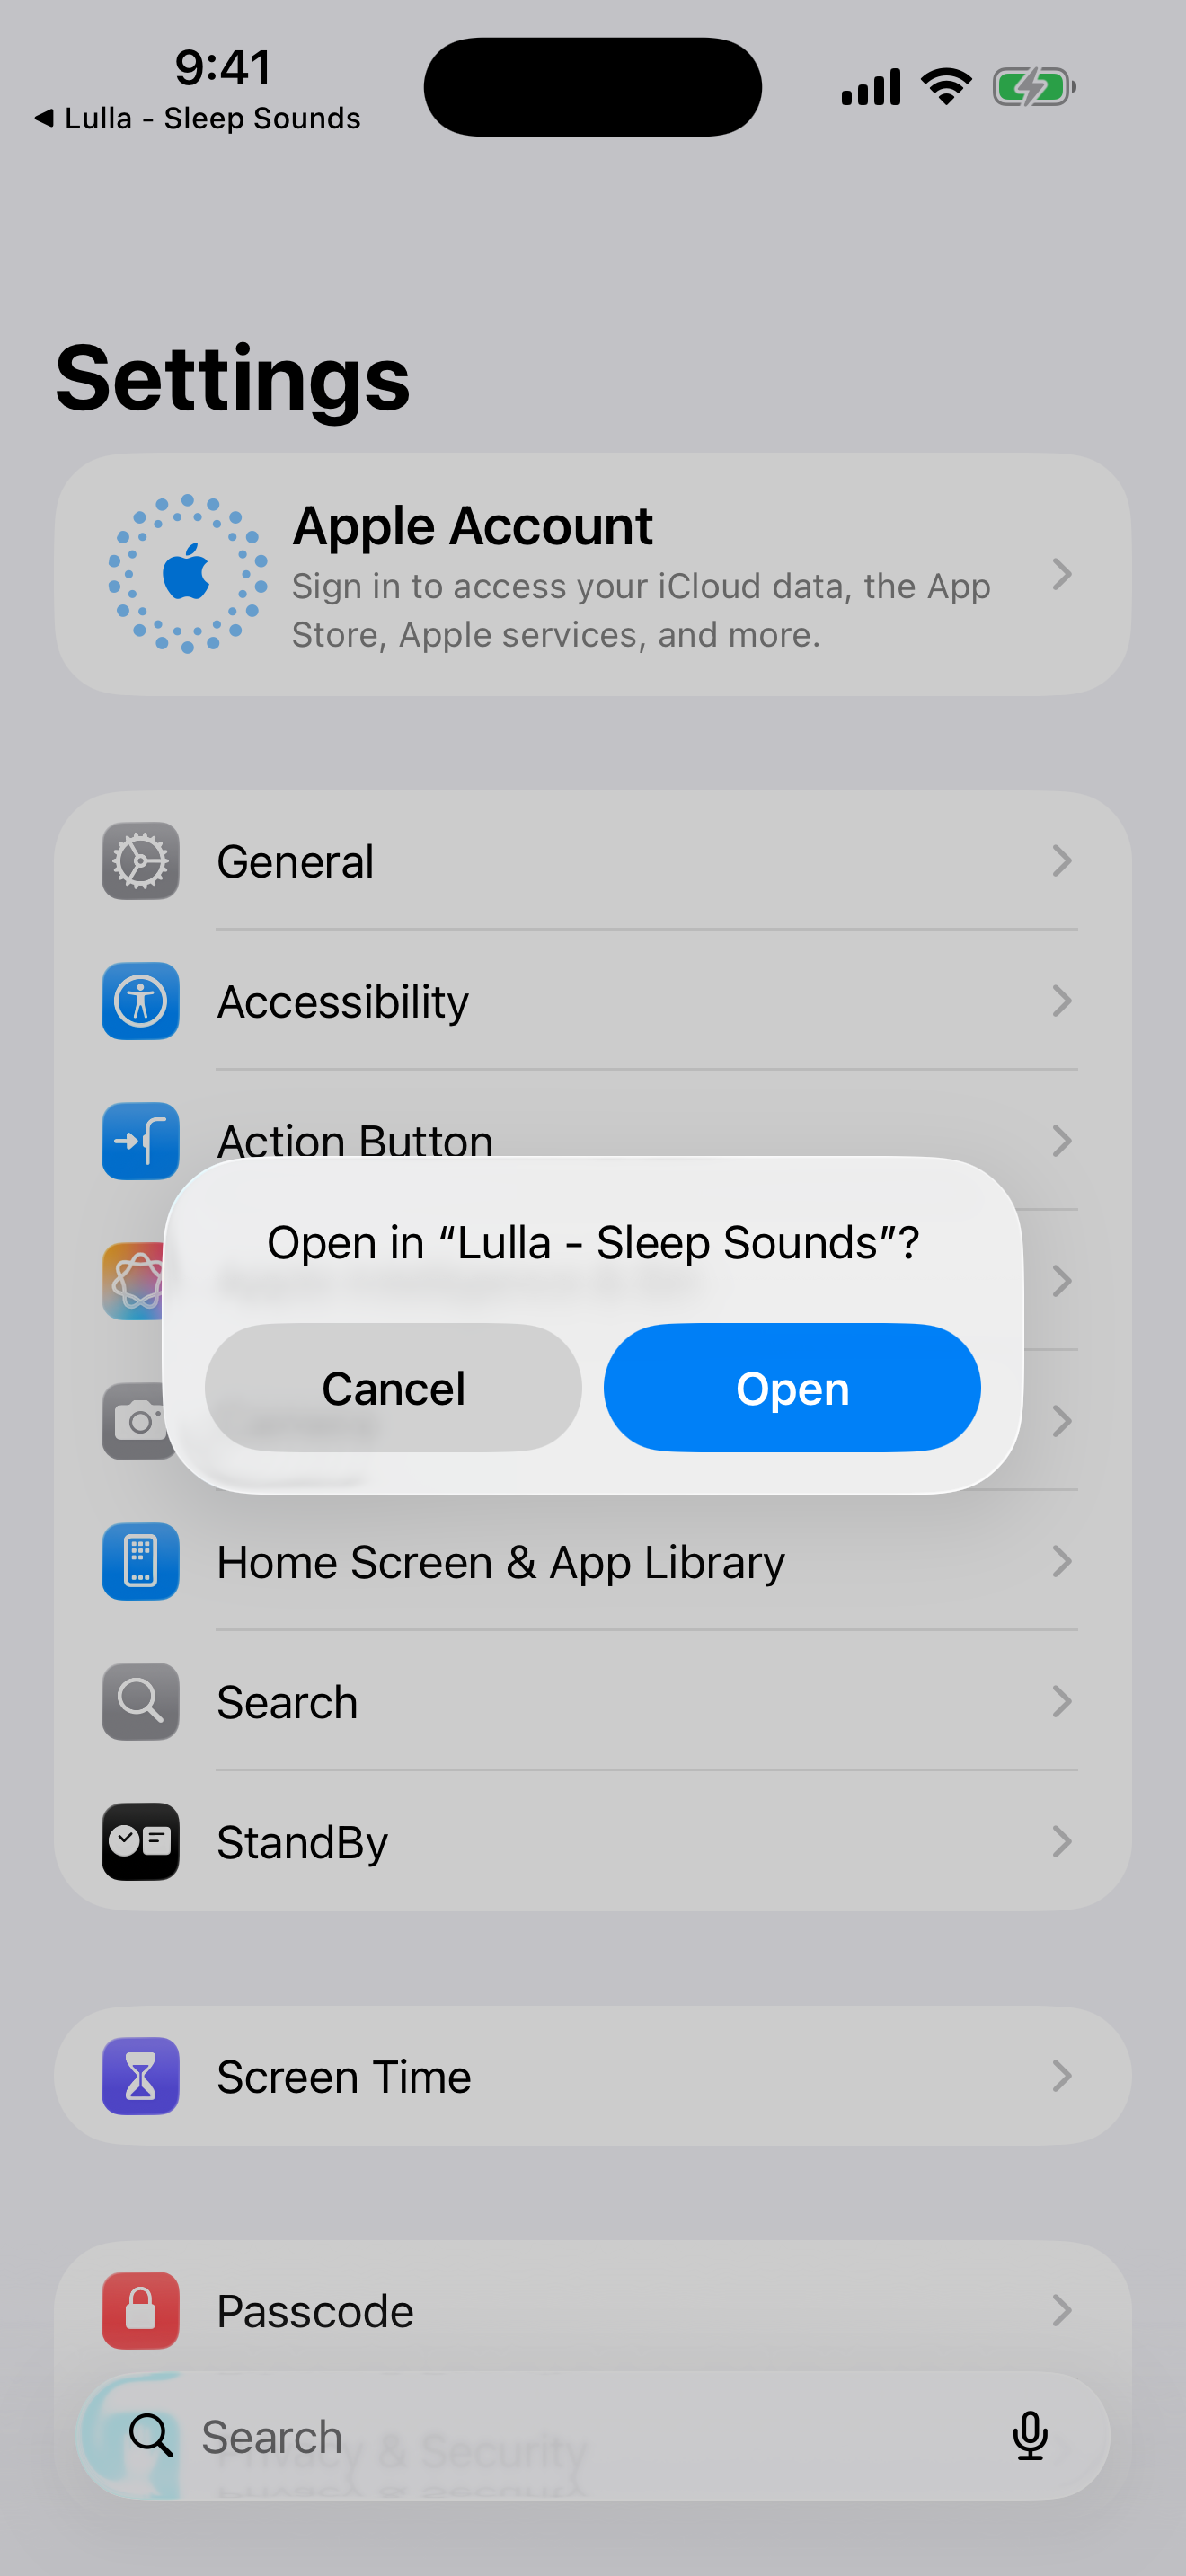 9:41
◀ Lulla - Sleep Sounds
Settings
Apple Account
Sign in to access your iCloud data, the App
Store, Apple services, and more.
General
Accessibility
Action Button
Open in “Lulla - Sleep Sounds”?
Cancel
Open
Home Screen & App Library
Search
StandBy
Screen Time
Passcode
Search
Privacy & Security